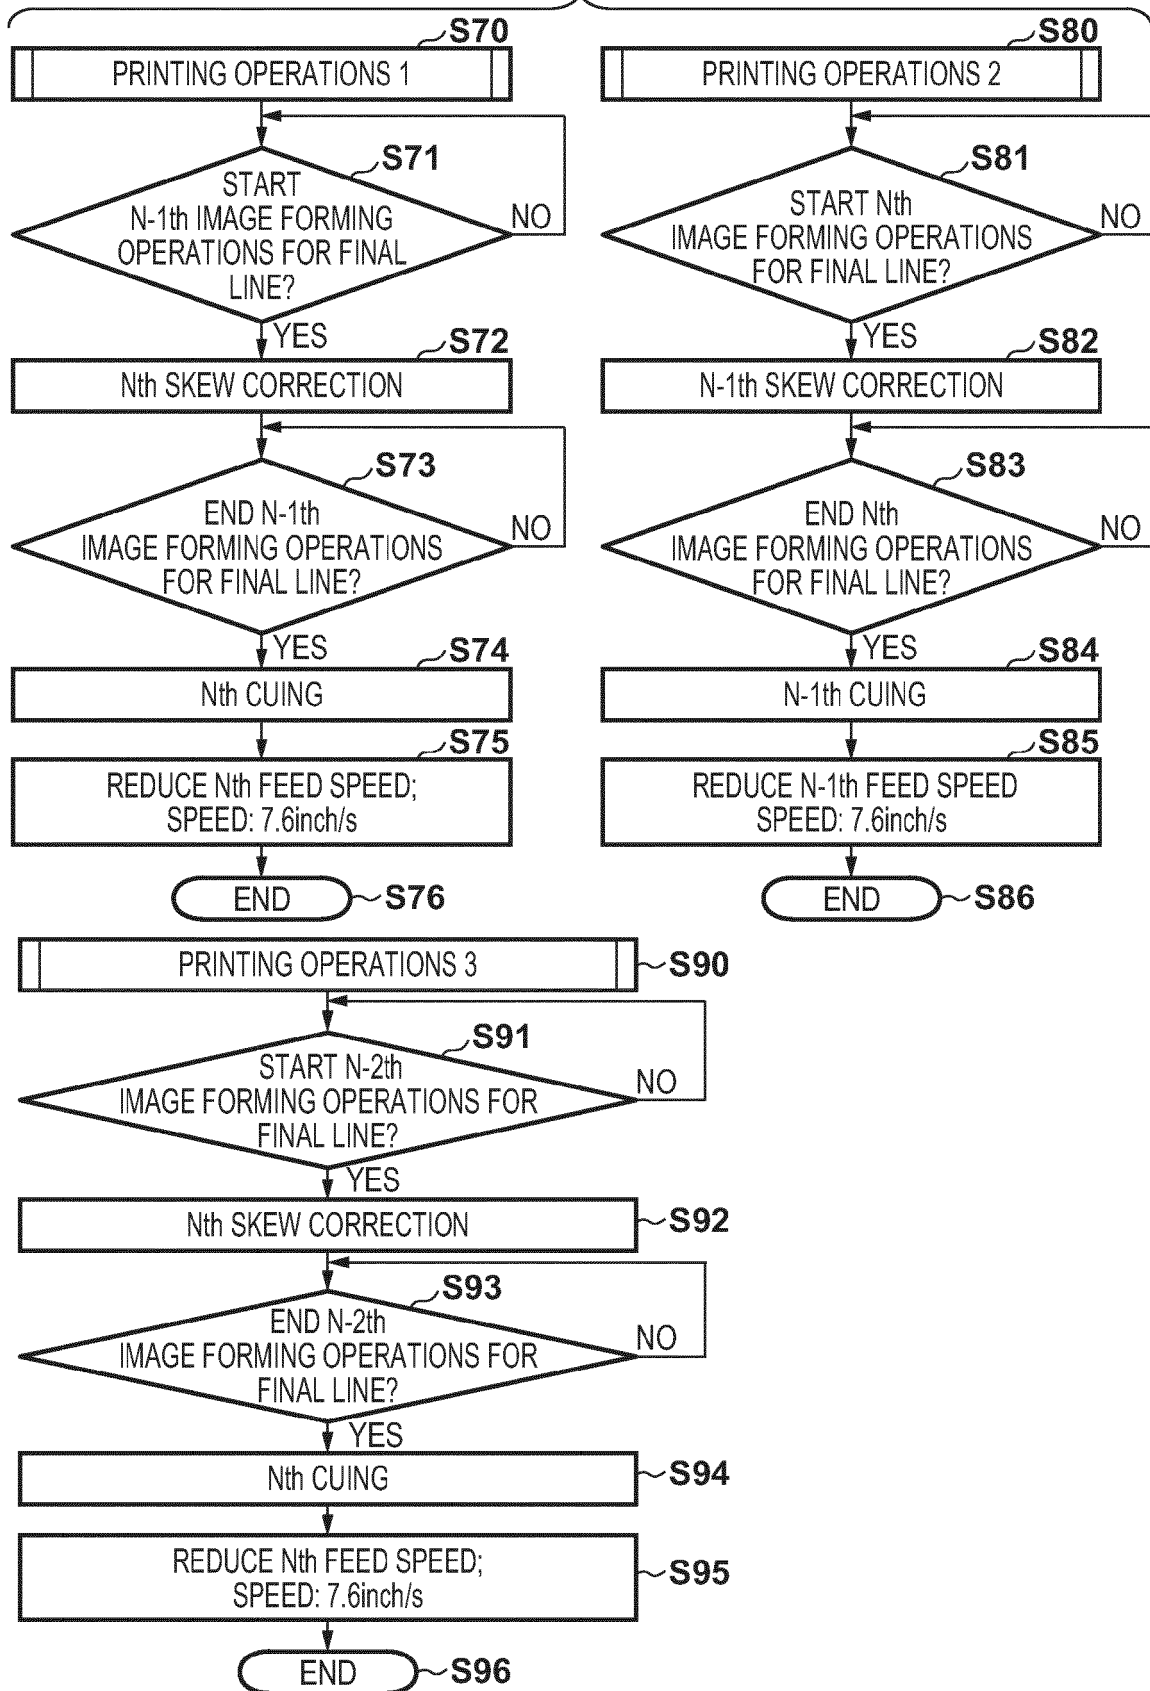 S70
PRINTING OPERATIONS 1
S71
START
N-1th IMAGE FORMING
OPERATIONS FOR FINAL
LINE?
NO
YES
S72
Nth SKEW CORRECTION
S73
END N-1th
IMAGE FORMING OPERATIONS
FOR FINAL LINE?
NO
YES
S74
Nth CUING
S75
REDUCE Nth FEED SPEED;
SPEED: 7.6inch/s
END
S76
S80
PRINTING OPERATIONS 2
S81
START Nth
IMAGE FORMING OPERATIONS
FOR FINAL LINE?
NO
YES
S82
N-1th SKEW CORRECTION
S83
END Nth
IMAGE FORMING OPERATIONS
FOR FINAL LINE?
NO
YES
S84
N-1th CUING
S85
REDUCE N-1th FEED SPEED
SPEED: 7.6inch/s
END
S86
PRINTING OPERATIONS 3
S90
S91
START N-2th
IMAGE FORMING OPERATIONS FOR
FINAL LINE?
NO
YES
Nth SKEW CORRECTION
S92
S93
END N-2th
IMAGE FORMING OPERATIONS FOR
FINAL LINE?
NO
YES
Nth CUING
S94
REDUCE Nth FEED SPEED;
SPEED: 7.6inch/s
S95
END
S96